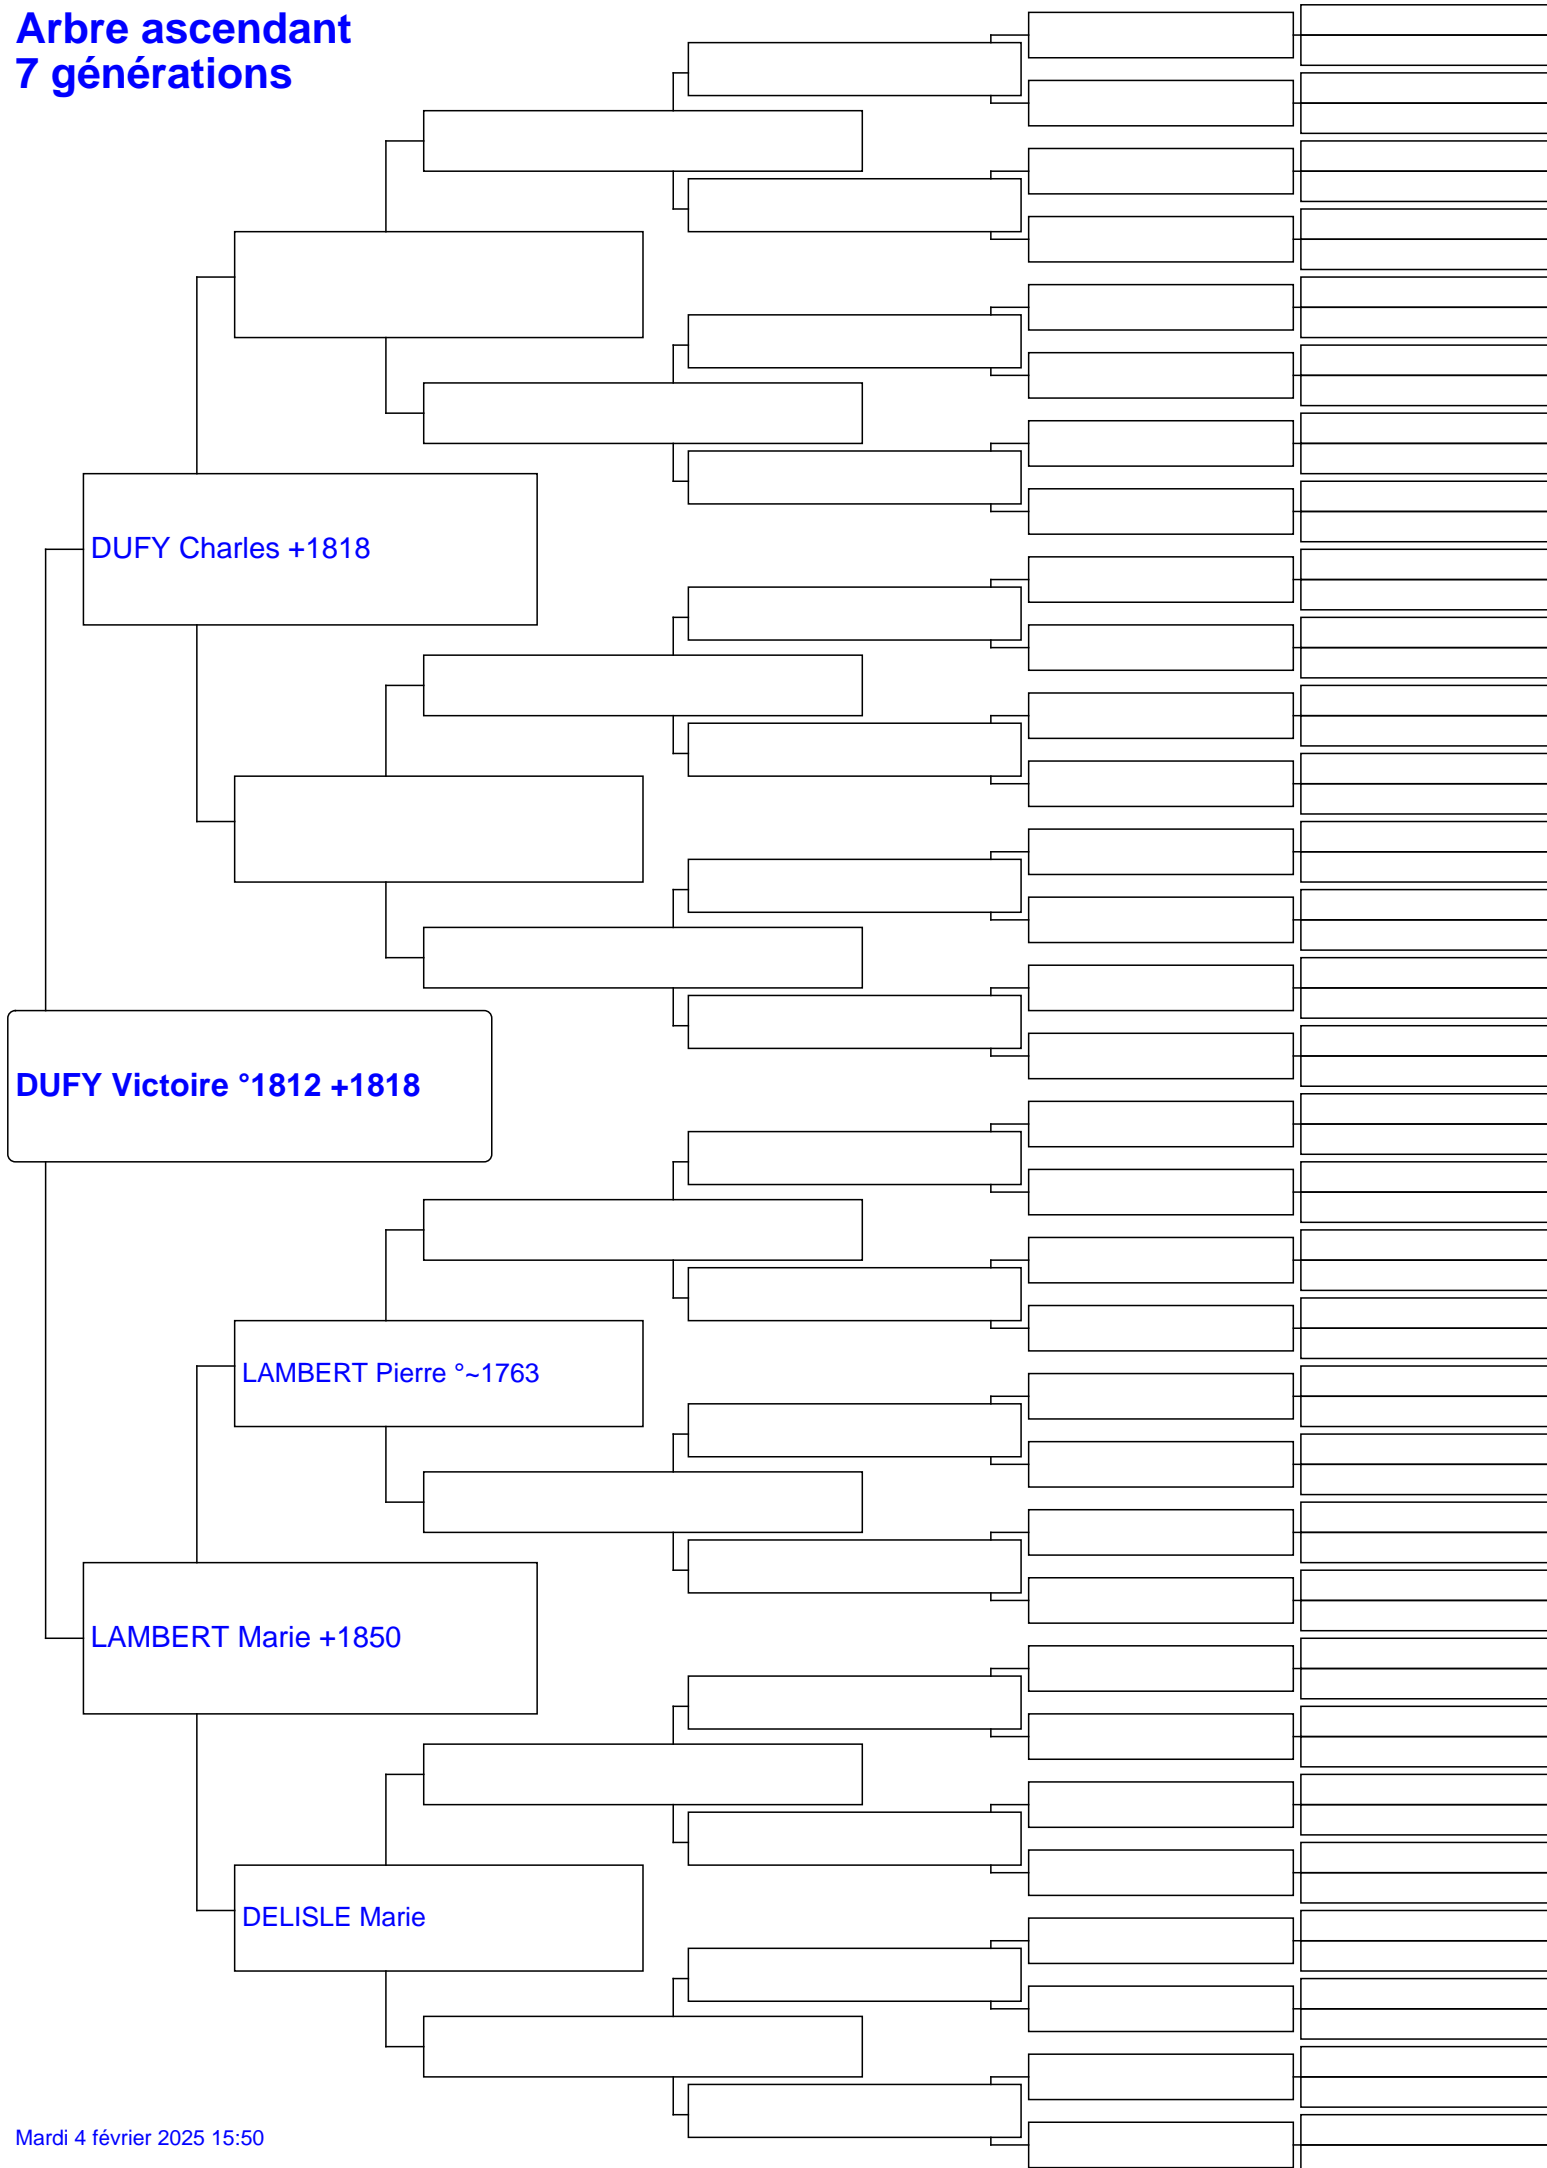 Arbre ascendant
7 générations
DUFY Charles +1818
DUFY Victoire °1812 +1818
LAMBERT Pierre °~1763
LAMBERT Marie +1850
DELISLE Marie
Mardi 4 février 2025 15:50